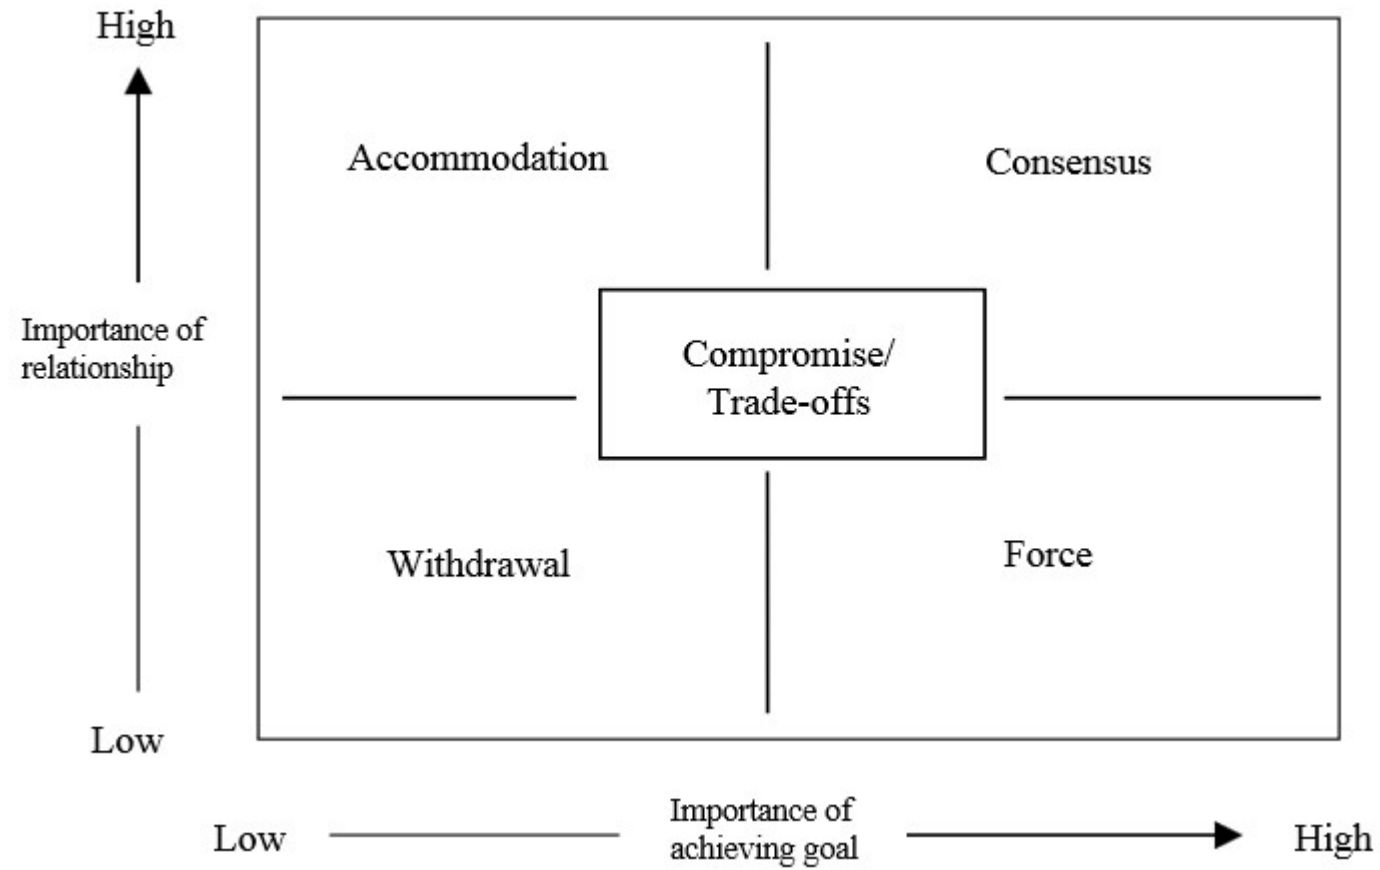 High
Accommodation
Consensus
Importance of
relationship
Compromise/
Trade-offs
Withdrawal
Force
Low
Low
Importance of
achieving goal
High